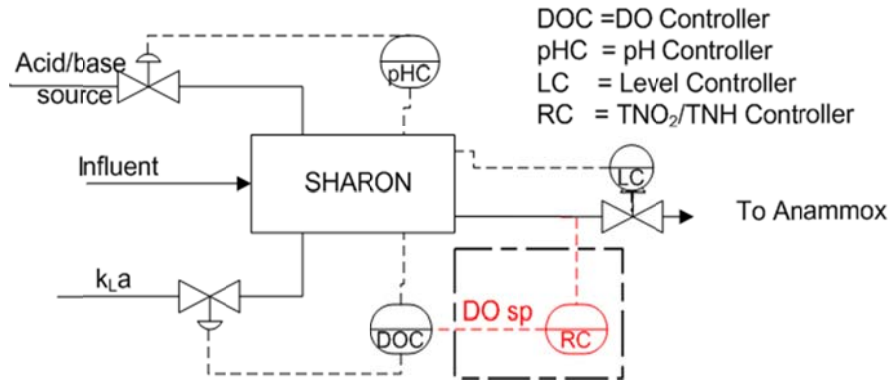 DOC =DO Controller
pHC = pH Controller
LC = Level Controller
RC = TNO₂/TNH Controller
Acid/base
source
pHC
Influent
SHARON
LC
To Anammox
kLa
DO sp
DOC
RC